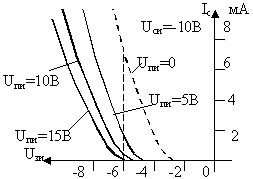 Iс мА
Uси=-10В
8
Uпи=0
6
Uпи=10В
Uпи=5В
4
Uпи=15В
2
Uзи
-8 -6 -4 -2 0